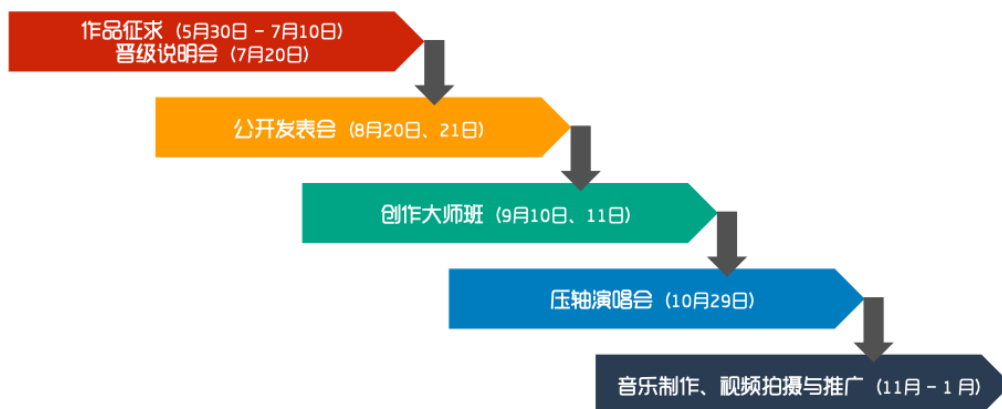 作品征求（5月30日 - 7月10日）
晋级说明会（7月20日）
公开发表会（8月20日、21日）
创作大师班（9月10日、11日）
压轴演唱会（10月29日）
音乐制作、视频拍摄与推广（11月 - 1 月）